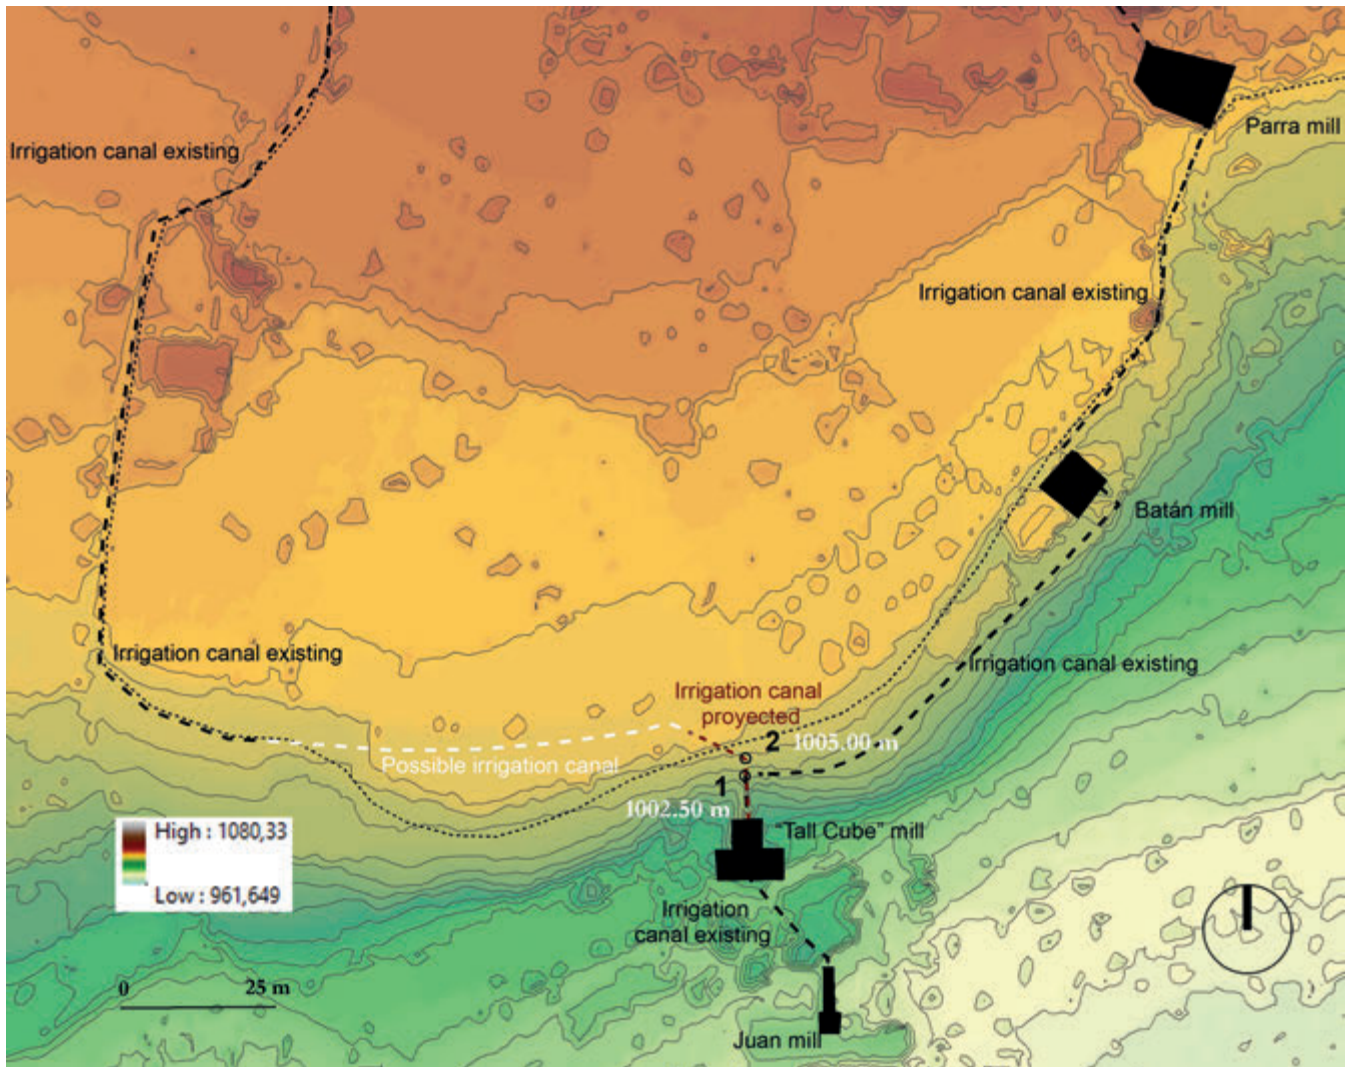 Parra mill
Irrigation canal existing
Irrigation canal existing
Batán mill
Irrigation canal existing
Irrigation canal existing
Irrigation canal
proyected
2 1005.00 m
Possible irrigation canal
1
1002.50 m
"Tall Cube" mill
High : 1080,33
Low : 961,649
Irrigation
canal existing
0 25 m
Juan mill